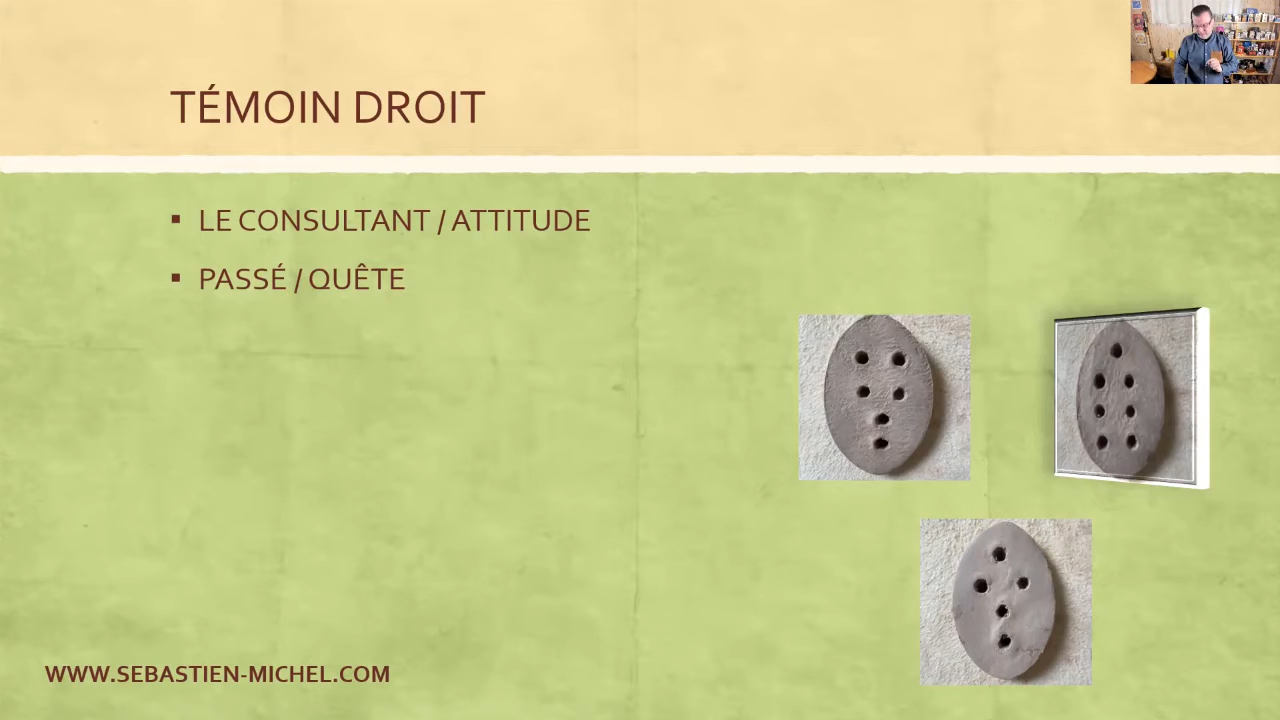 TÉMOIN DROIT
LE CONSULTANT / ATTITUDE
PASSÉ / QUÊTE
WWW.SEBASTIEN-MICHEL.COM